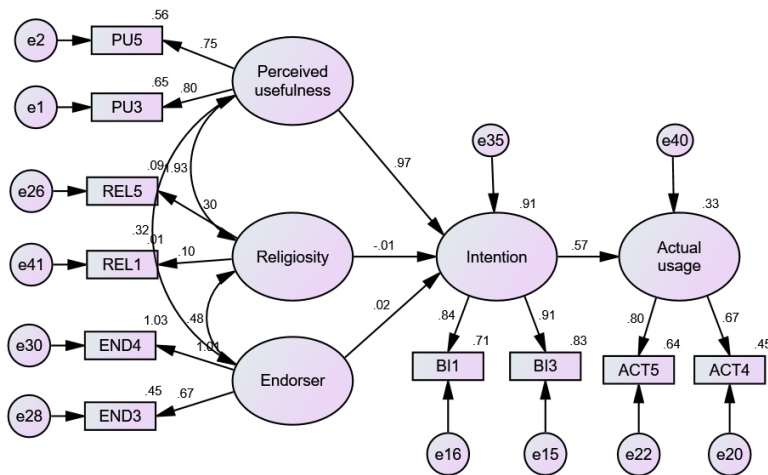 e2
PU5
.56
.75
e1
PU3
.65
.80
Perceived
usefulness
e26
REL5
.09
1.93
.30
e41
REL1
.32
.01
.10
Religiosity
e30
END4
1.03
1.01
.48
e28
END3
.45
.67
Endorser
.97
-.01
.02
e35
.91
Intention
.57
e40
.33
Actual
usage
.84
.71
BI1
e16
.91
.83
BI3
e15
.80
.64
ACT5
e22
.67
.45
ACT4
e20